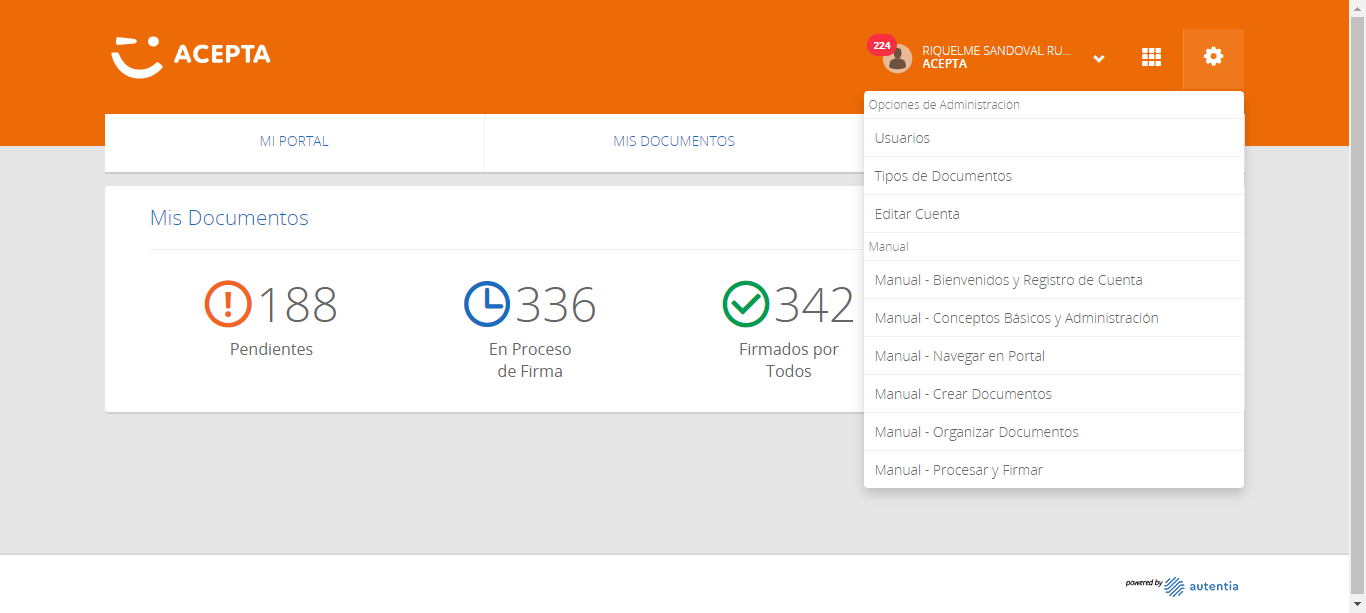 ACEPTA
224
RIQUELME SANDOVAL RU...
ACEPTA
MI PORTAL
MIS DOCUMENTOS
Opciones de Administración
Usuarios
Tipos de Documentos
Editar Cuenta
Manual
Manual - Bienvenidos y Registro de Cuenta
Manual - Conceptos Básicos y Administración
Manual - Navegar en Portal
Manual - Crear Documentos
Manual - Organizar Documentos
Manual - Procesar y Firmar
Mis Documentos
188
Pendientes
336
En Proceso
de Firma
342
Firmados por
Todos
powered by autentia